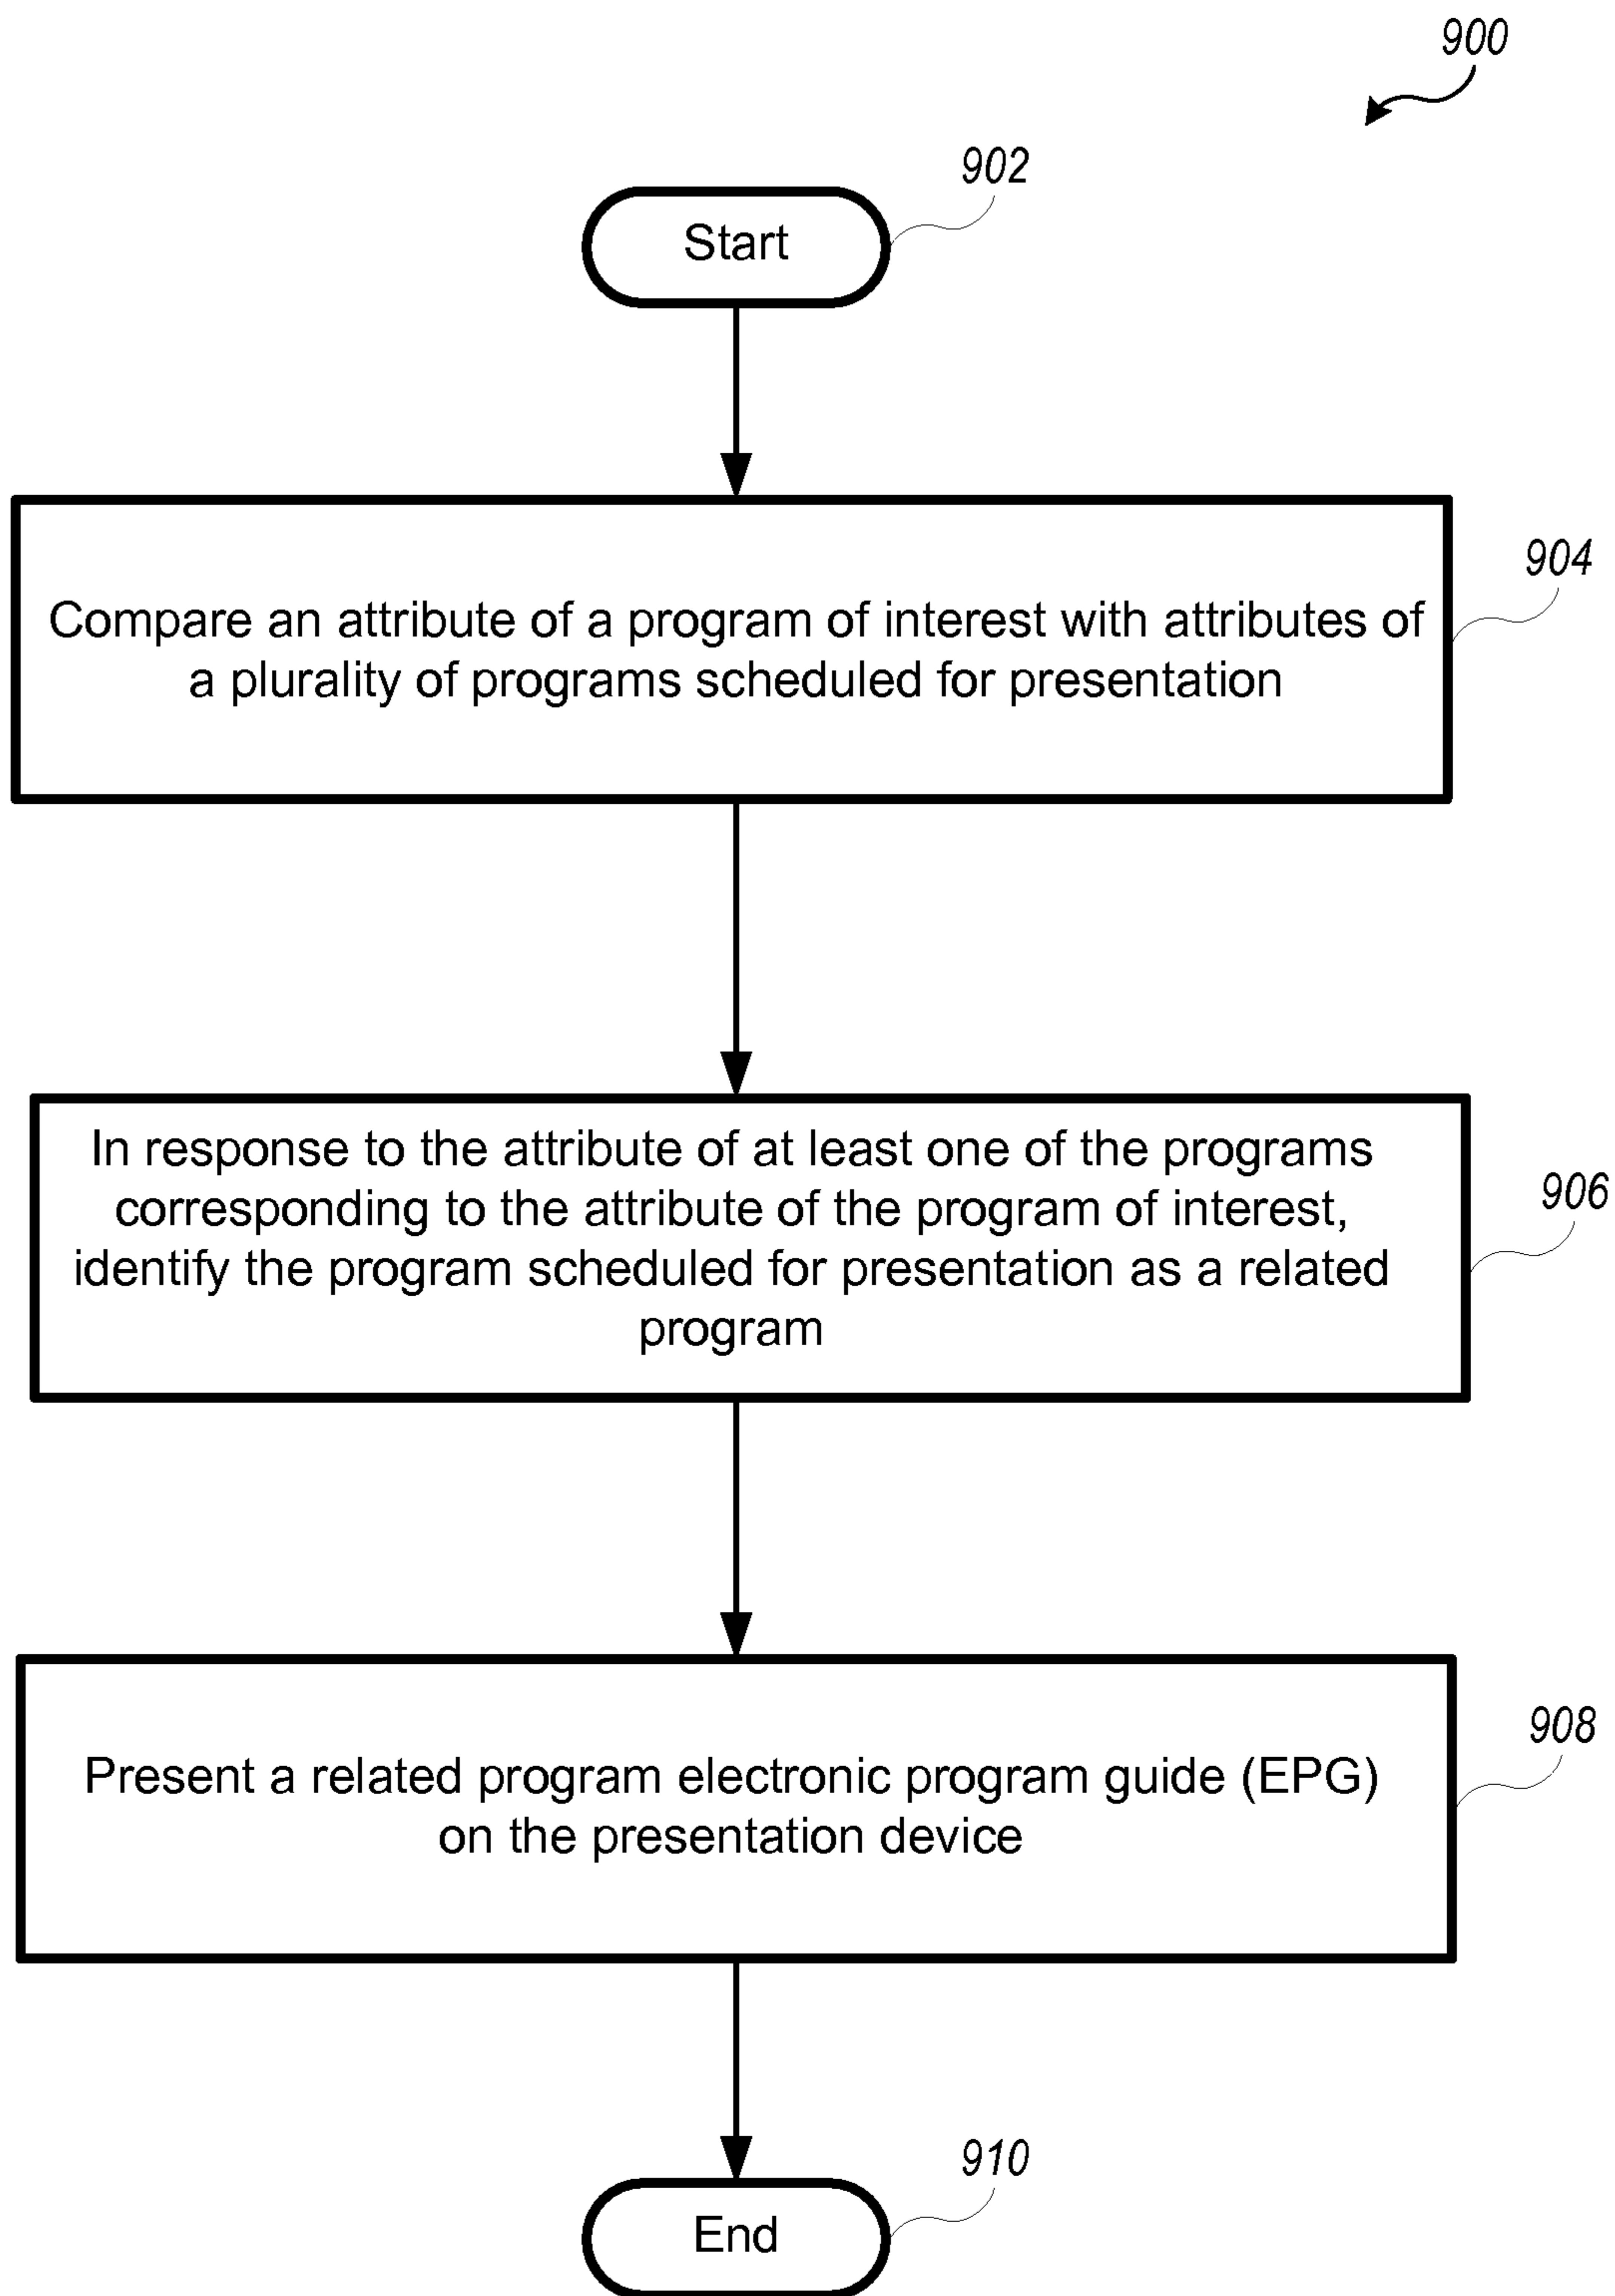 900
902
Start
904
Compare an attribute of a program of interest with attributes of
a plurality of programs scheduled for presentation
906
In response to the attribute of at least one of the programs
corresponding to the attribute of the program of interest,
identify the program scheduled for presentation as a related
program
908
Present a related program electronic program guide (EPG)
on the presentation device
910
End